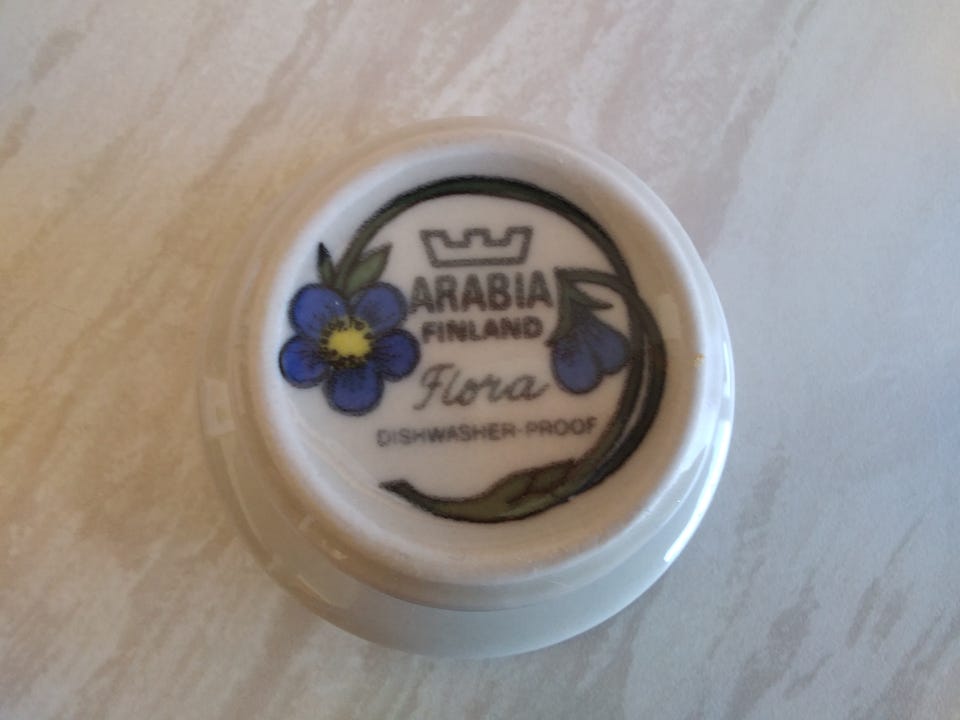 ARABIA
FINLAND
Flora
DISHWASHER-PROOF